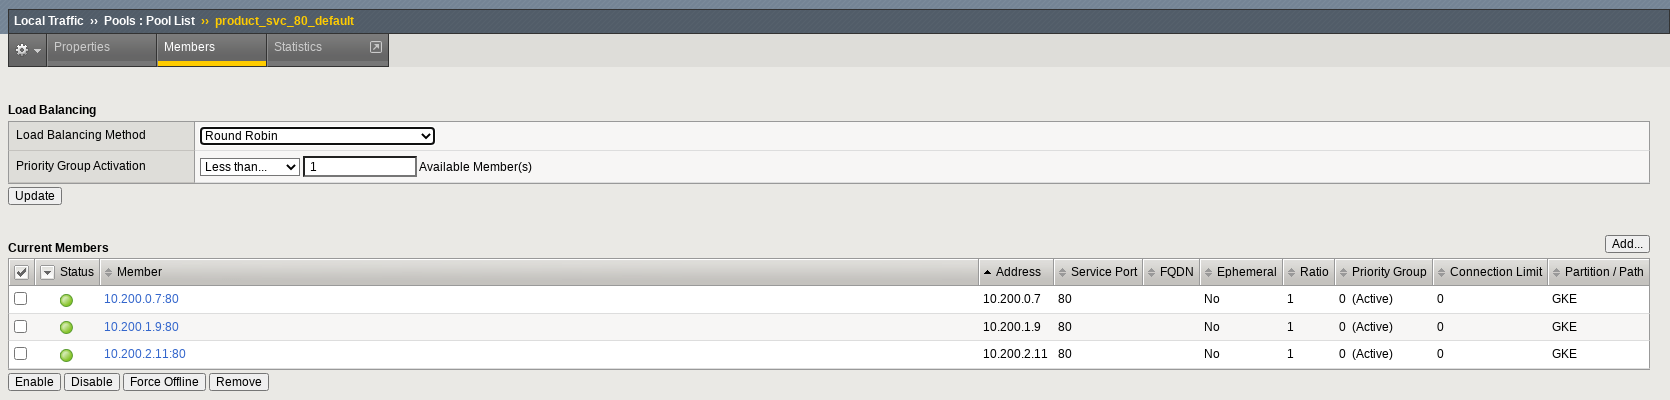 Local Traffic ›› Pools : Pool List ›› product_svc_80_default
Properties Members Statistics
Load Balancing
Load Balancing Method Round Robin
Priority Group Activation Less than... 1 Available Member(s)
Update
Add...
Current Members
Status Member Address Service Port FQDN Ephemeral Ratio Priority Group Connection Limit Partition / Path
10.200.0.7:80 10.200.0.7 80 No 1 0 (Active) 0 GKE
10.200.1.9:80 10.200.1.9 80 No 1 0 (Active) 0 GKE
10.200.2.11:80 10.200.2.11 80 No 1 0 (Active) 0 GKE
Enable Disable Force Offline Remove